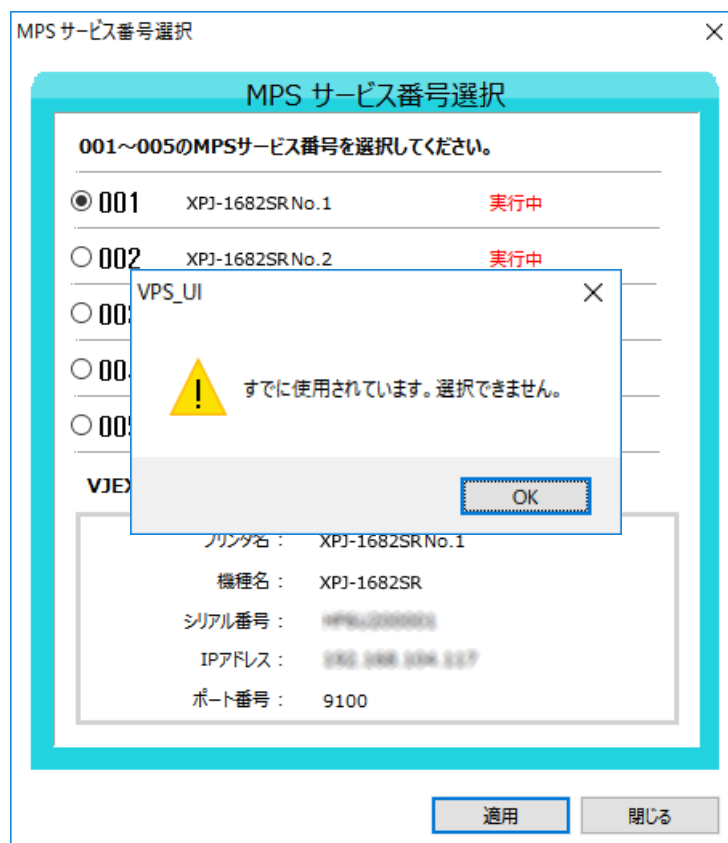 MPS サービス番号選択
MPS サービス番号選択
001～005のMPSサービス番号を選択してください。
001 XPJ-1682SR No.1 実行中
002 XPJ-1682SR No.2 実行中
VPS_UI
すでに使用されています。選択できません。
OK
プリンタ名： XPJ-1682SR No.1
機種名： XPJ-1682SR
シリアル番号：
IPアドレス：
ポート番号： 9100
適用 閉じる